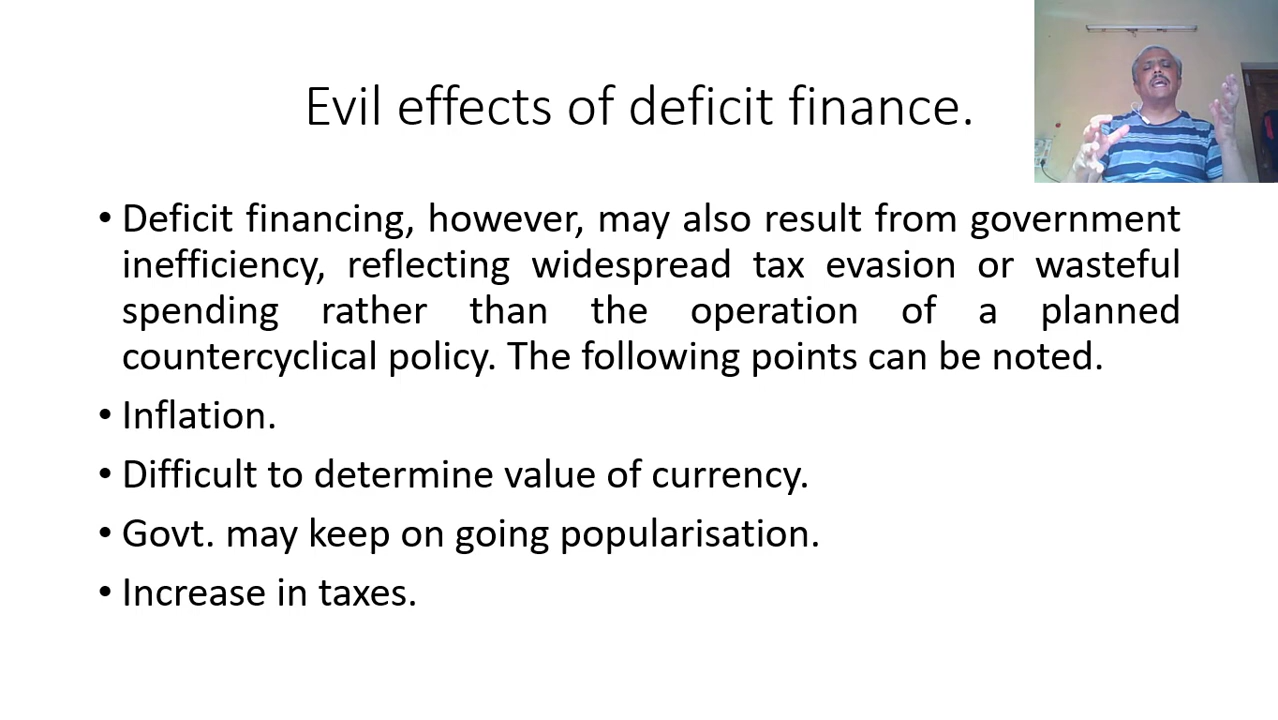 Evil effects of deficit finance.
• Deficit financing, however, may also result from government
inefficiency, reflecting widespread tax evasion or wasteful
spending rather than the operation of a planned
countercyclical policy. The following points can be noted.
• Inflation.
• Difficult to determine value of currency.
• Govt. may keep on going popularisation.
• Increase in taxes.